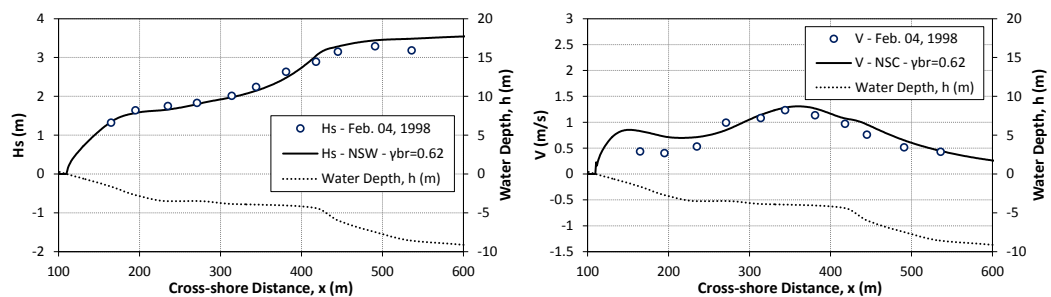 4
3
2
1
0
-1
-2
Hs (m)
20
15
10
5
0
-5
-10
Water Depth, h (m)
Hs - Feb. 04, 1998
Hs - NSW - γbr=0.62
Water Depth, h (m)
100 200 300 400 500 600
Cross-shore Distance, x (m)
3
2.5
2
1.5
1
0.5
0
-0.5
-1
-1.5
V (m/s)
20
15
10
5
0
-5
-10
Water Depth, h (m)
V - Feb. 04, 1998
V - NSC - γbr=0.62
Water Depth, h (m)
100 200 300 400 500 600
Cross-shore Distance, x (m)